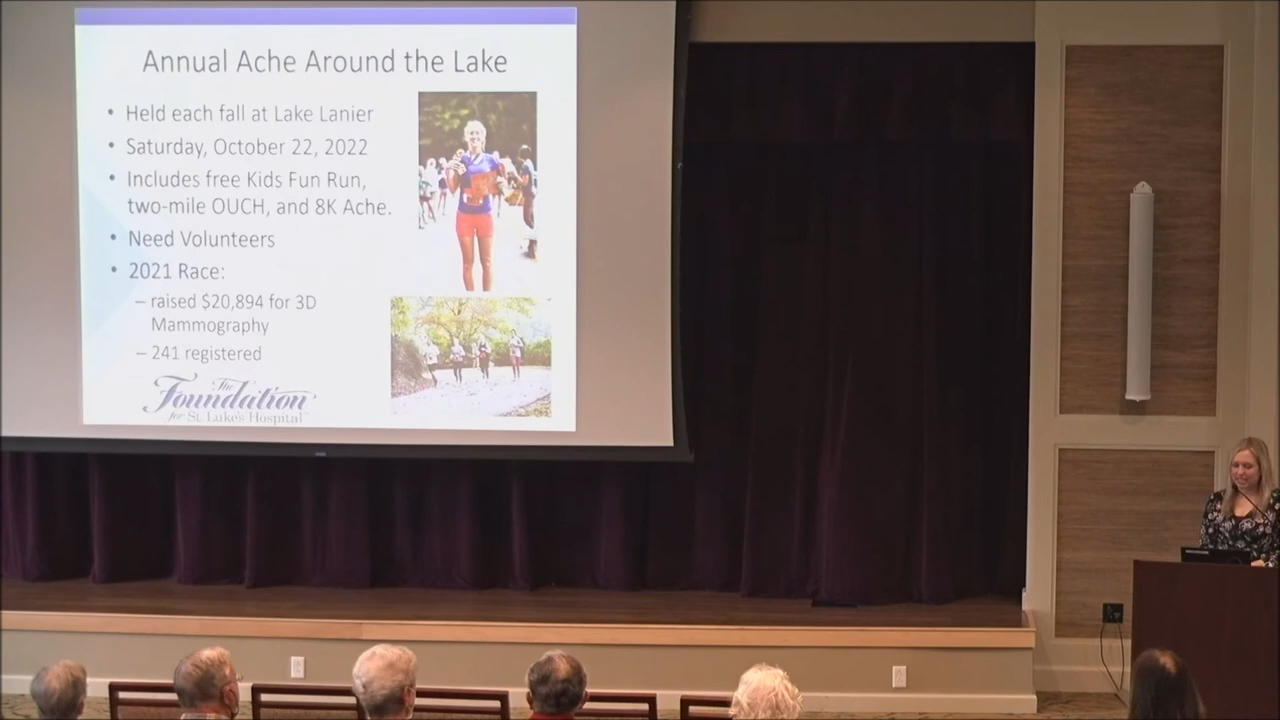 Annual Ache Around the Lake
• Held each fall at Lake Lanier
• Saturday, October 22, 2022
• Includes free Kids Fun Run,
two-mile OUCH, and 8K Ache.
• Need Volunteers
• 2021 Race:
– raised $20,894 for 3D
Mammography
– 241 registered
The
Foundation
for St. Luke's Hospital